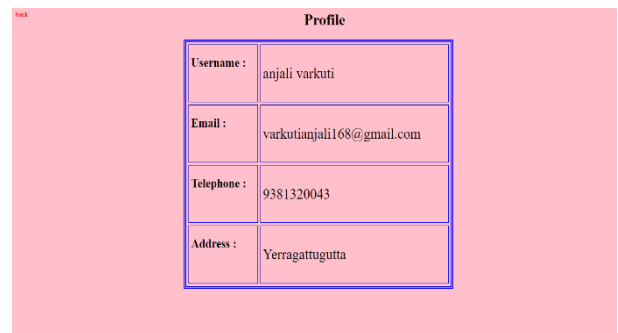 back
Profile
Username :
anjali varkuti
Email :
varkutianjali168@gmail.com
Telephone :
9381320043
Address :
Yerragattugutta